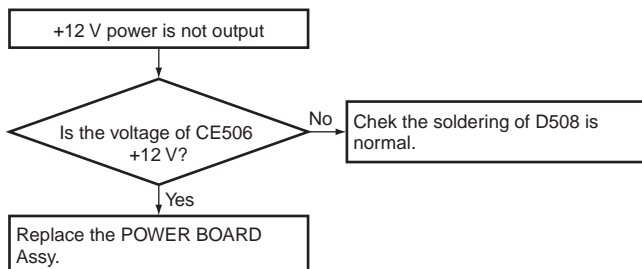 +12 V power is not output
Is the voltage of CE506
+12 V?
No
Chek the soldering of D508 is
normal.
Yes
Replace the POWER BOARD
Assy.